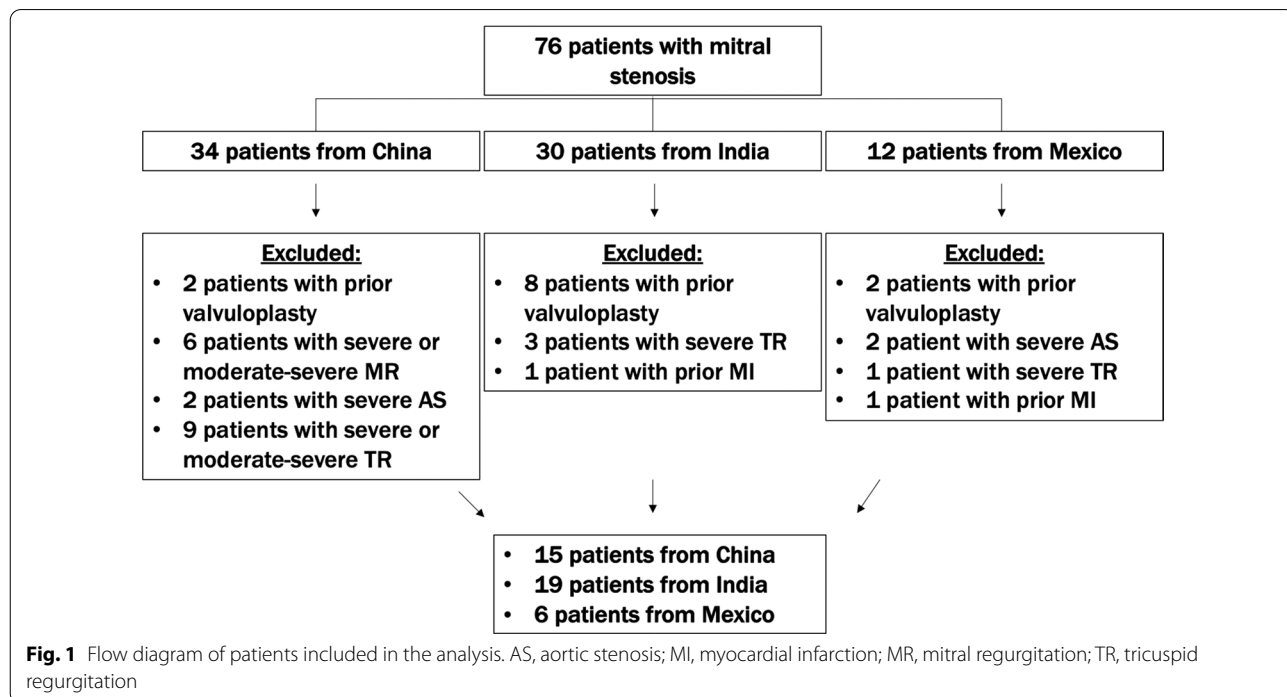 76 patients with mitral
stenosis
34 patients from China
30 patients from India
12 patients from Mexico
Excluded:
• 2 patients with prior
valvuloplasty
• 6 patients with severe or
moderate-severe MR
• 2 patients with severe AS
• 9 patients with severe or
moderate-severe TR
Excluded:
• 8 patients with prior
valvuloplasty
• 3 patients with severe TR
• 1 patient with prior MI
Excluded:
• 2 patients with prior
valvuloplasty
• 2 patient with severe AS
• 1 patient with severe TR
• 1 patient with prior MI
• 15 patients from China
• 19 patients from India
• 6 patients from Mexico
Fig. 1 Flow diagram of patients included in the analysis. AS, aortic stenosis; MI, myocardial infarction; MR, mitral regurgitation; TR, tricuspid
regurgitation